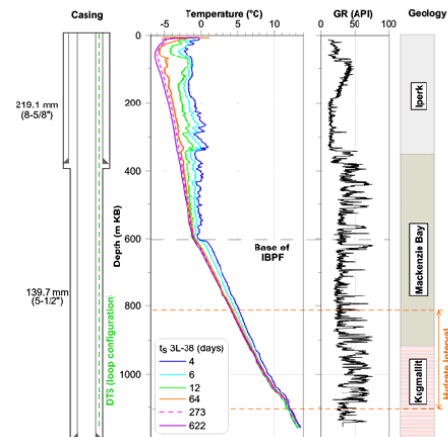 Casing
Temperature (°C)
GR (API)
Geology
-5 0 5 10
0 50 100
0
200
400
600
800
1000
Depth (m KB)
219.1 mm
(8-5/8")
139.7 mm
(5-1/2")
DTS (loop configuration)
Base of
IBPF
ts 3L-38 (days)
4
6
12
64
273
622
Iperk
Mackenzie Bay
Kugmallit
Hydrate Interval